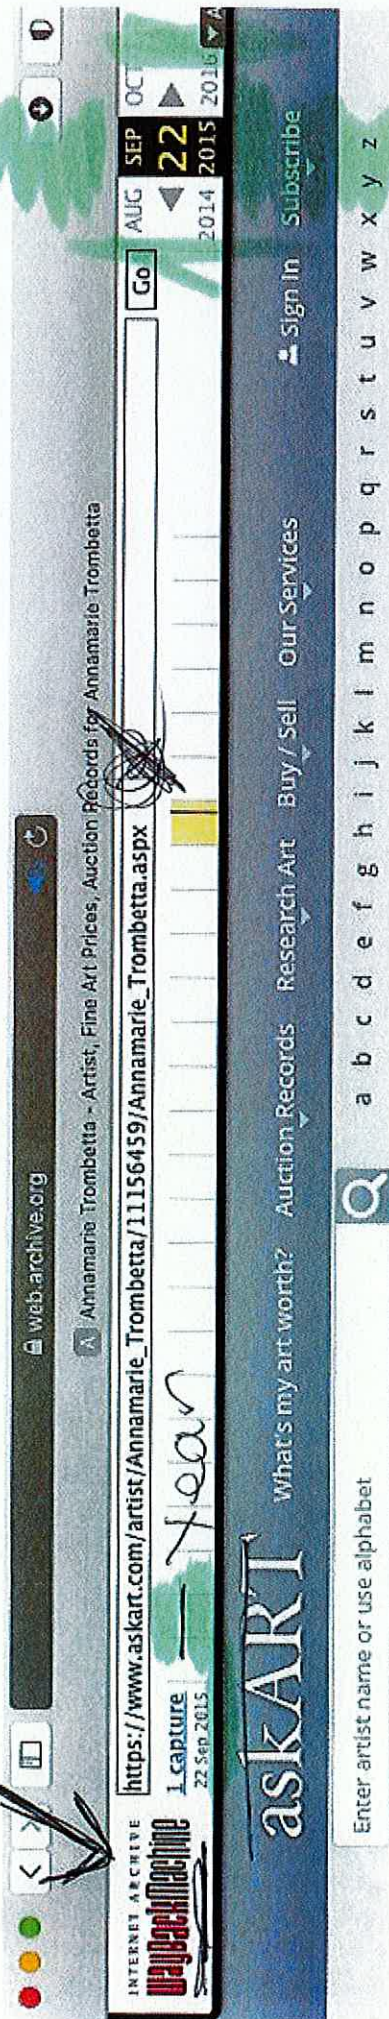 web.archive.org
A Annamarie Trombetta - Artist, Fine Art Prices, Auction Records for Annamarie Trombetta
INTERNET ARCHIVE
WayBackMachine
https://www.askart.com/artist/Annamarie_Trombetta/11156459/Annamarie_Trombetta.aspx
Go
AUG SEP OCT
1 capture
22 Sep 2015
year
22
2014 2015 2016
askART
What's my art worth? Auction Records Research Art Buy / Sell Our Services
Sign In Subscribe
Enter artist name or use alphabet
a b c d e f g h i j k l m n o p q r s t u v w x y z